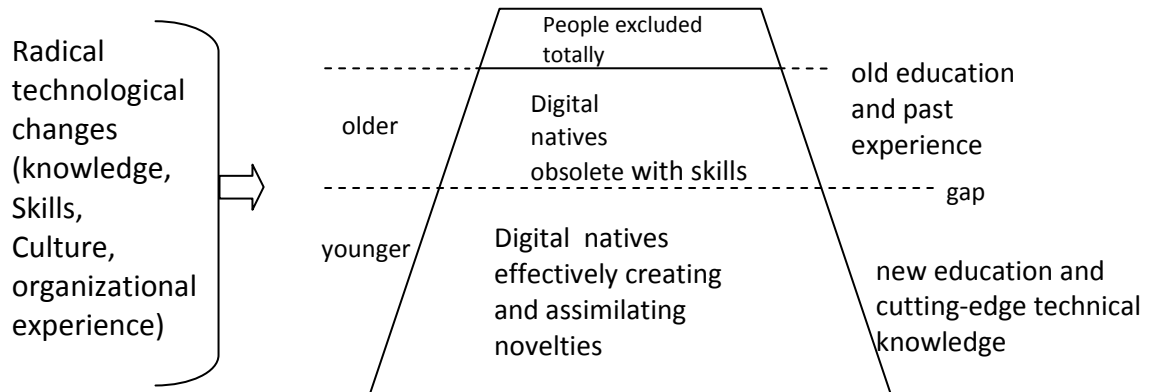 Radical
technological
changes
(knowledge,
Skills,
Culture,
organizational
experience)
People excluded
totally
older
Digital
natives
obsolete with skills
old education
and past
experience
gap
younger
Digital natives
effectively creating
and assimilating
novelties
new education and
cutting-edge technical
knowledge